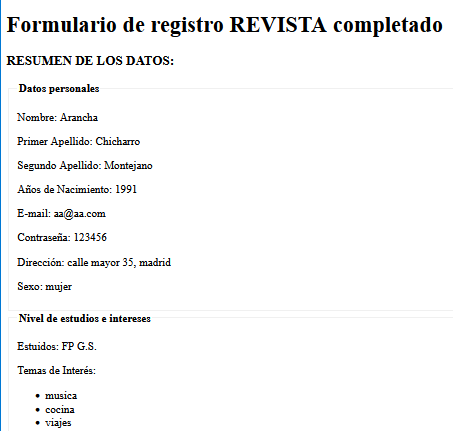 Formulario de registro REVISTA completado
RESUMEN DE LOS DATOS:
Datos personales
Nombre: Arancha
Primer Apellido: Chicharro
Segundo Apellido: Montejano
Años de Nacimiento: 1991
E-mail: aa@aa.com
Contraseña: 123456
Dirección: calle mayor 35, madrid
Sexo: mujer
Nivel de estudios e intereses
Estuidos: FP G.S.
Temas de Interés:
• musica
• cocina
• viajes